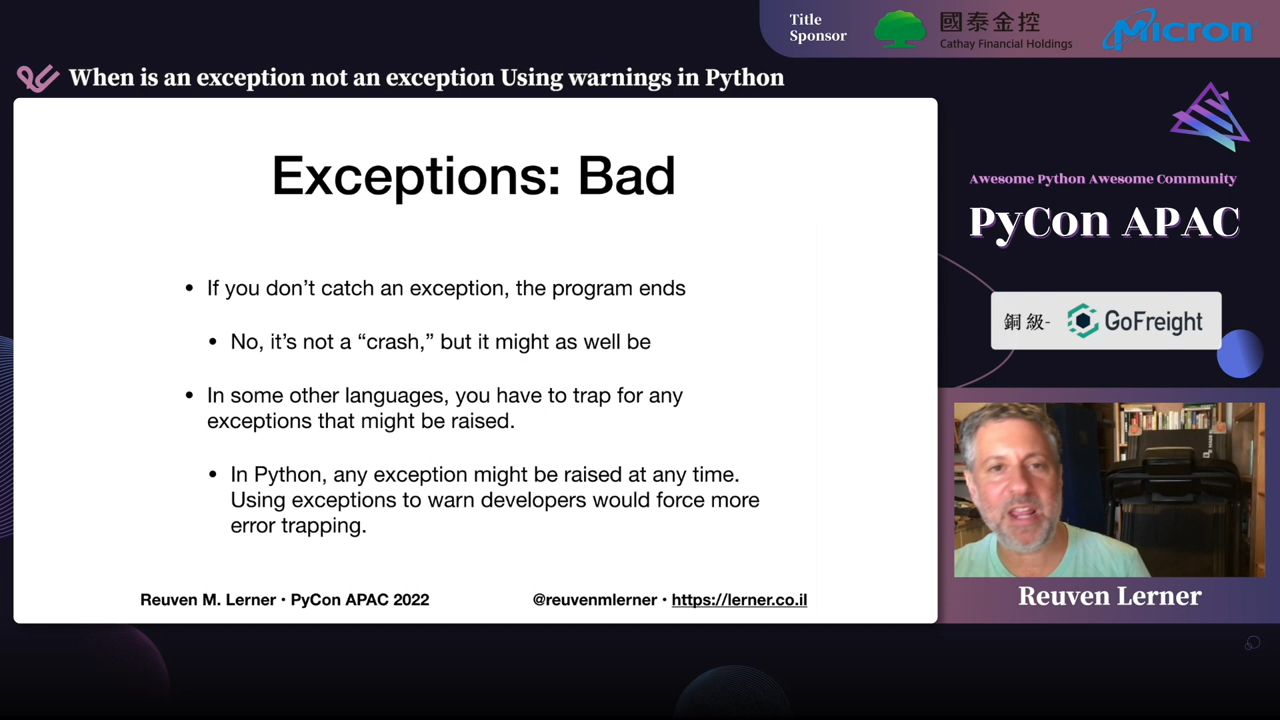 Title
Sponsor
國泰金控
Cathay Financial Holdings
Micron
When is an exception not an exception Using warnings in Python
Exceptions: Bad
• If you don’t catch an exception, the program ends
• No, it’s not a “crash,” but it might as well be
• In some other languages, you have to trap for any
exceptions that might be raised.
• In Python, any exception might be raised at any time.
Using exceptions to warn developers would force more
error trapping.
Reuven M. Lerner • PyCon APAC 2022
@reuvenmlerner • https://lerner.co.il
Awesome Python Awesome Community
PyCon APAC
銅級-
GoFreight
Reuven Lerner